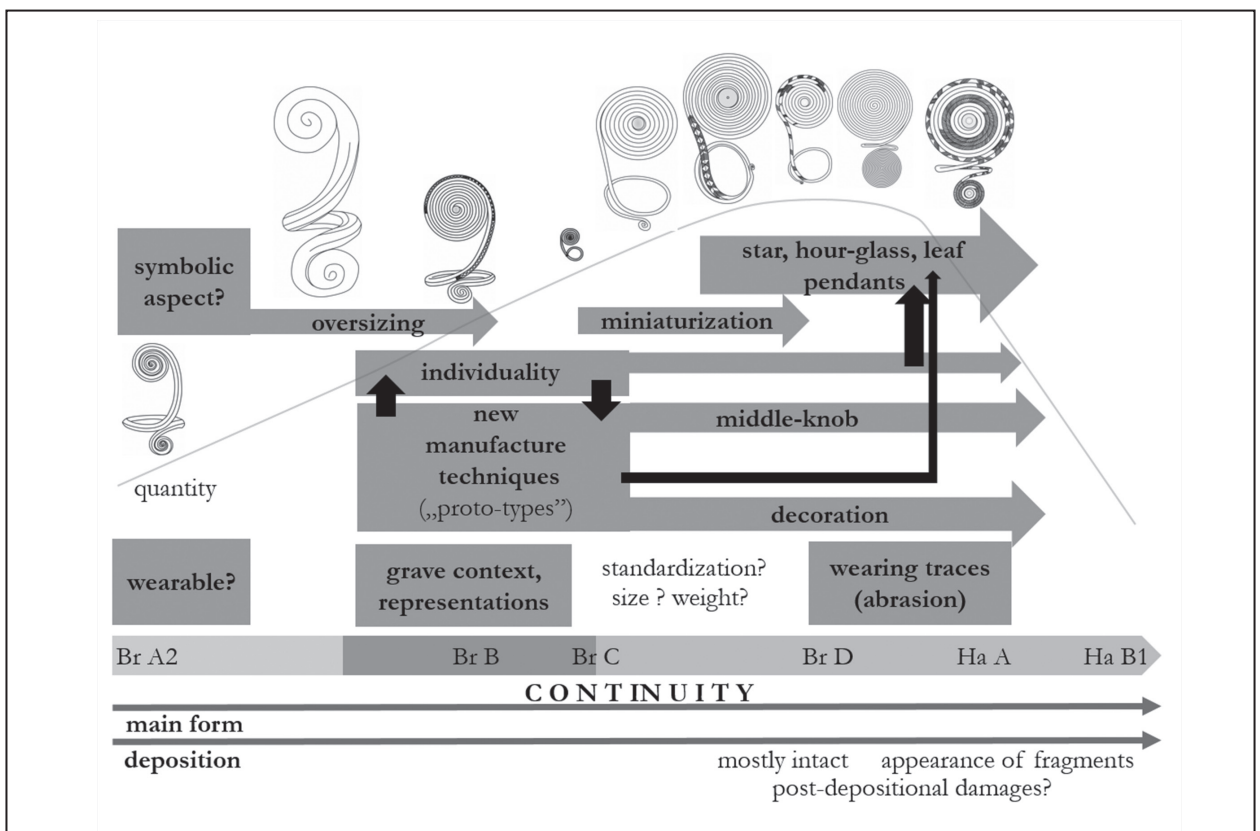 symbolic
aspect?
star, hour-glass, leaf
pendants
oversizing
miniaturization
individuality
new
manufacture
techniques
(„proto-types”)
middle-knob
quantity
decoration
wearable?
grave context,
representations
standardization?
size ? weight?
wearing traces
(abrasion)
Br A2 Br B Br C Br D Ha A Ha B1
CONTINUITY
main form
deposition
mostly intact appearance of fragments
post-depositional damages?